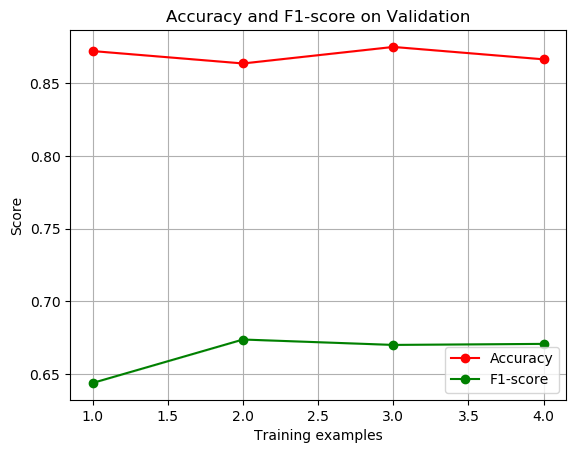 Accuracy and F1-score on Validation
0.85
0.80
0.75
0.70
0.65
Score
1.0 1.5 2.0 2.5 3.0 3.5 4.0
Training examples
Accuracy
F1-score